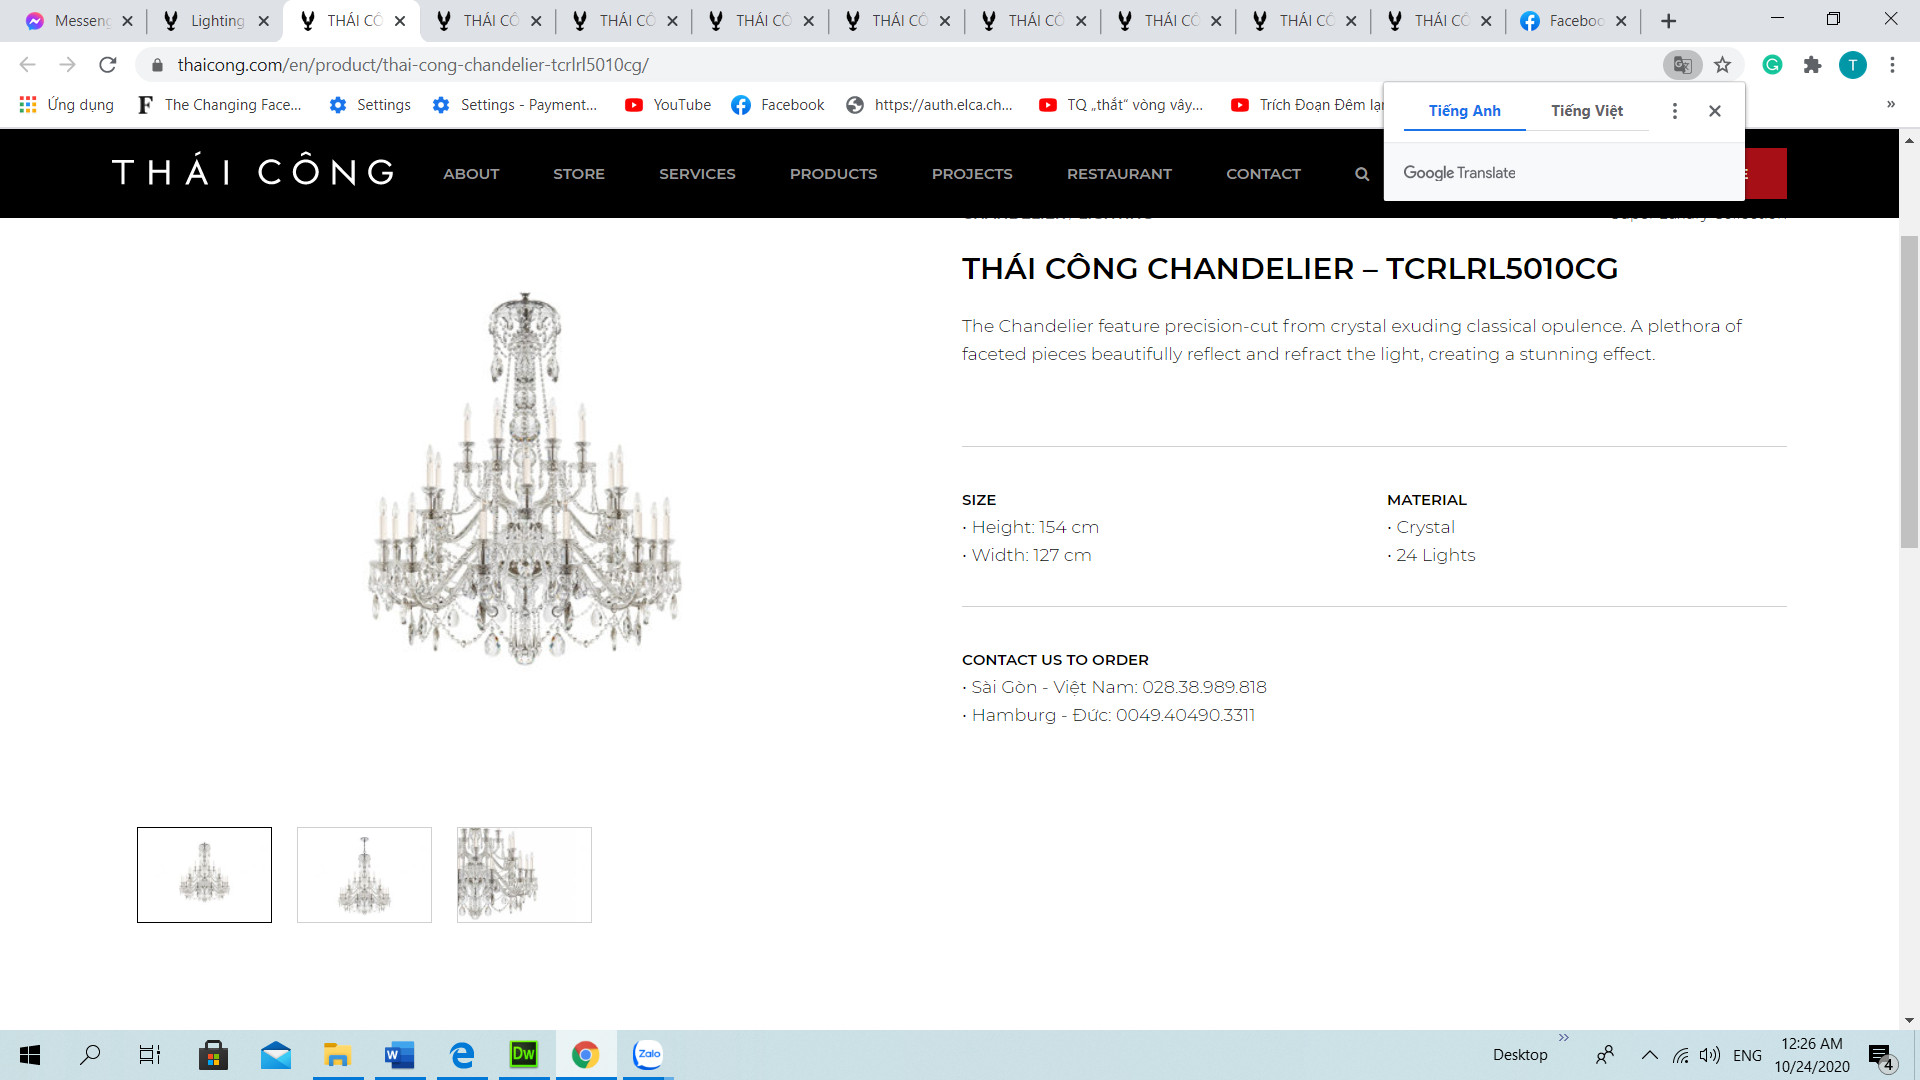 Messeng
Lighting
THÁI CÔ
THÁI CÔ
THÁI CÔ
THÁI CÔ
THÁI CÔ
THÁI CÔ
THÁI CÔ
THÁI CÔ
THÁI CÔ
Faceboo
thaicong.com/en/product/thai-cong-chandelier-tcrlrl5010cg/
T
Ứng dụng
The Changing Face...
Settings
Settings - Payment...
YouTube
Facebook
https://auth.elca.ch...
TQ „thắt“ vòng vây...
Trích Đoạn Đêm lạn
»
Tiếng Anh
Tiếng Việt
Google Translate
THÁI CÔNG
ABOUT
STORE
SERVICES
PRODUCTS
PROJECTS
RESTAURANT
CONTACT
THÁI CÔNG CHANDELIER – TCRLRL5010CG
The Chandelier feature precision-cut from crystal exuding classical opulence. A plethora of
faceted pieces beautifully reflect and refract the light, creating a stunning effect.
SIZE
• Height: 154 cm
• Width: 127 cm
MATERIAL
• Crystal
• 24 Lights
CONTACT US TO ORDER
• Sài Gòn - Việt Nam: 028.38.989.818
• Hamburg - Đức: 0049.40490.3311
W
Dw
Zalo
Desktop
»
ENG
12:26 AM
10/24/2020
4